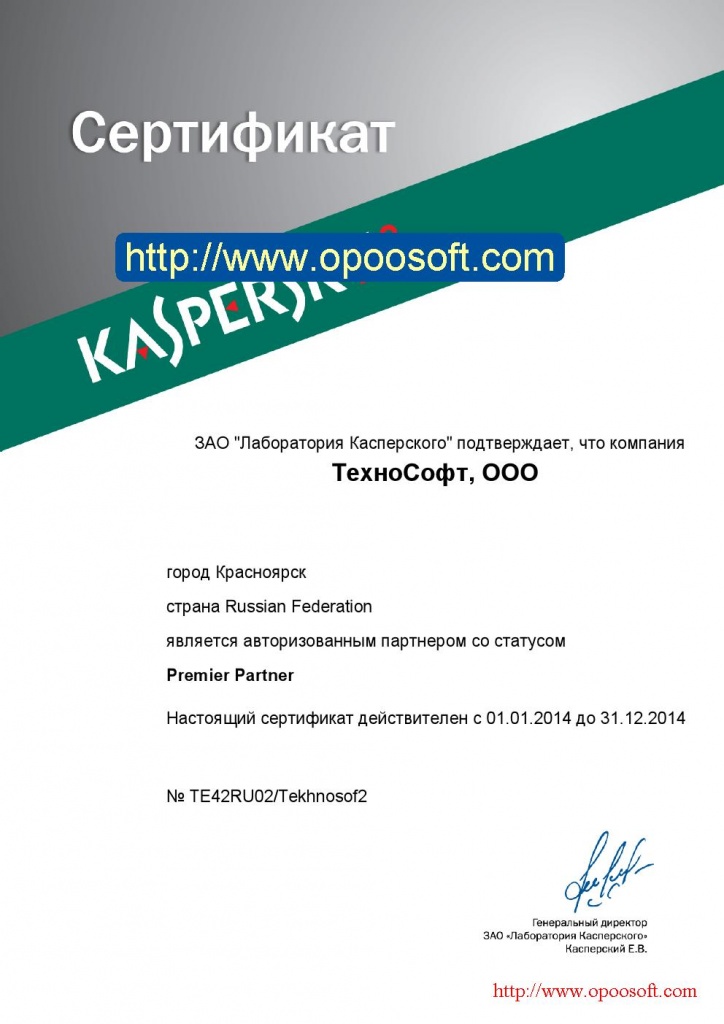 Сертификат
http://www.opoosoft.com
KASPERSK
ЗАО "Лаборатория Касперского" подтверждает, что компания
ТехноСофт, ООО
город Красноярск
страна Russian Federation
является авторизованным партнером со статусом
Premier Partner
Настоящий сертификат действителен с 01.01.2014 до 31.12.2014
№ TE42RU02/Tekhnosof2
Генеральный директор
ЗАО «Лаборатория Касперского»
Касперский Е.В.
http://www.opoosoft.com